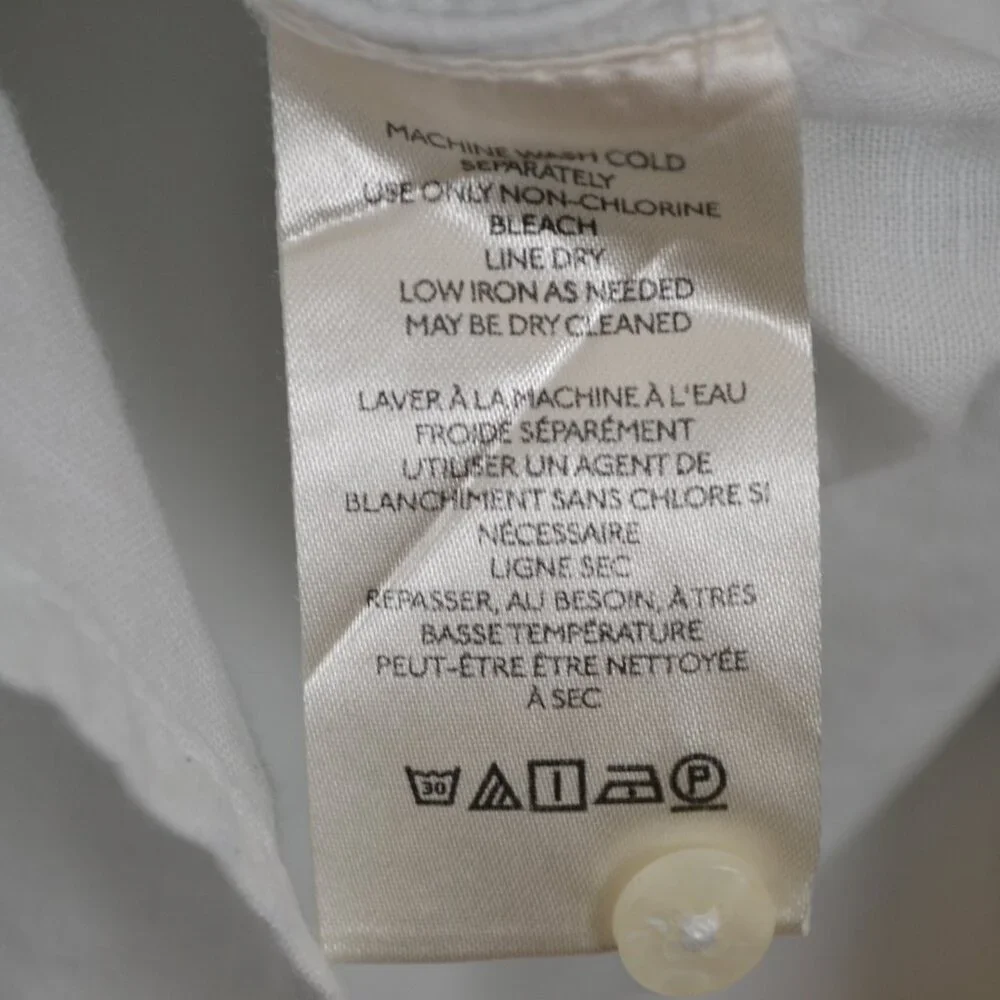 MACHINE WASH COLD
SEPARATELY
USE ONLY NON-CHLORINE
BLEACH
LINE DRY
LOW IRON AS NEEDED
MAY BE DRY CLEANED
LAVER À LA MACHINE À L'EAU
FROIDE SÉPARÉMENT
UTILISER UN AGENT DE
BLANCHIMENT SANS CHLORE SI
NÉCESSAIRE
LIGNE SEC
REPASSER, AU BESOIN, À TRÉS
BASSE TEMPÉRATURE
PEUT-ÊTRE ÊTRE NETTOYÉE
À SEC
30 P